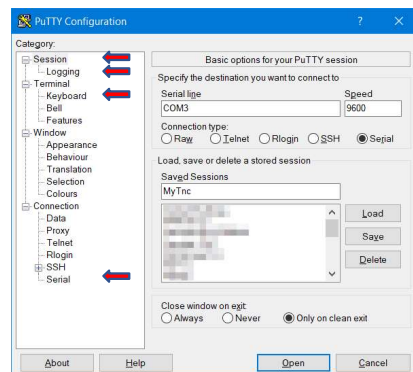 PuTTY Configuration
Category:
Session
Logging
Terminal
Keyboard
Bell
Features
Window
Appearance
Behaviour
Translation
Selection
Colours
Connection
Data
Proxy
Telnet
Rlogin
SSH
Serial
Basic options for your PuTTY session
Specify the destination you want to connect to
Serial line Speed
COM3 9600
Connection type:
Raw Telnet Rlogin SSH Serial
Load, save or delete a stored session
Saved Sessions
MyTnc
Load
Save
Delete
Close window on exit:
Always Never Only on clean exit
About Help Open Cancel